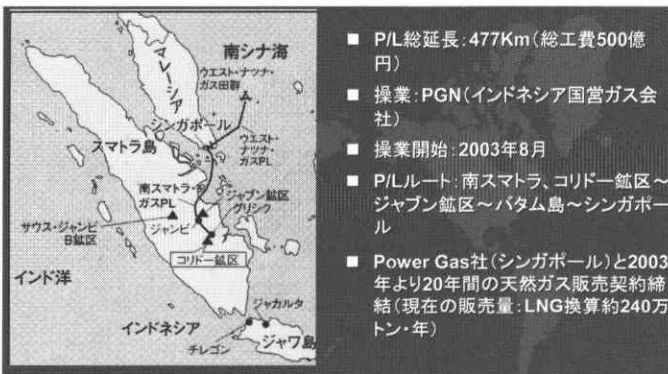 南シナ海
マレーシア
ウエスト・ナツナ・
ガス田群
シンガポール
ウエスト・
ナツナ・
ガスPL
スマトラ島
南スマトラ・
ガスPL
ジャブン鉱区
グリシク
サウス・ジャンビ
B鉱区
ジャンビ
コリドー鉱区
インド洋
ジャカルタ
インドネシア
チレゴン
ジャワ島
■ P/L総延長:477Km(総工費500億
円)
■ 操業:PGN(インドネシア国営ガス会
社)
■ 操業開始:2003年8月
■ P/Lルート:南スマトラ、コリドー鉱区～
ジャブン鉱区～バタム島～シンガポー
ル
■ Power Gas社(シンガポール)と2003
年より20年間の天然ガス販売契約締
結(現在の販売量:LNG換算約240万
トン・年)